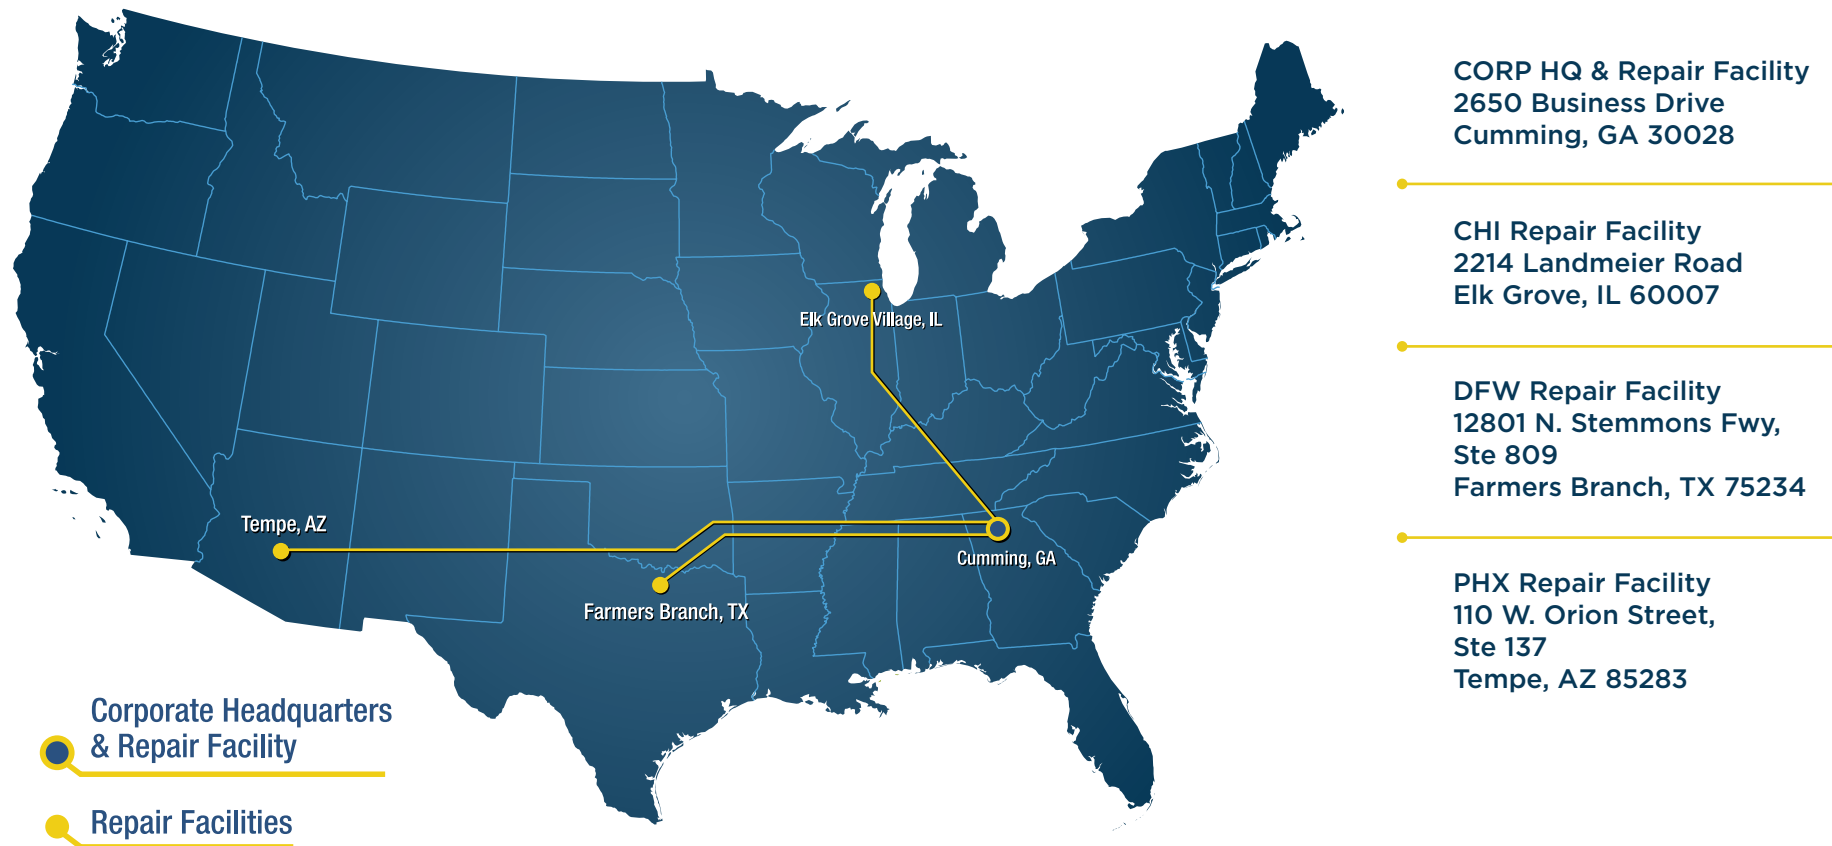 CORP HQ & Repair Facility
2650 Business Drive
Cumming, GA 30028
CHI Repair Facility
2214 Landmeier Road
Elk Grove, IL 60007
DFW Repair Facility
12801 N. Stemmons Fwy,
Ste 809
Farmers Branch, TX 75234
PHX Repair Facility
110 W. Orion Street,
Ste 137
Tempe, AZ 85283
Elk Grove Village, IL
Tempe, AZ
Cumming, GA
Farmers Branch, TX
Corporate Headquarters
& Repair Facility
Repair Facilities